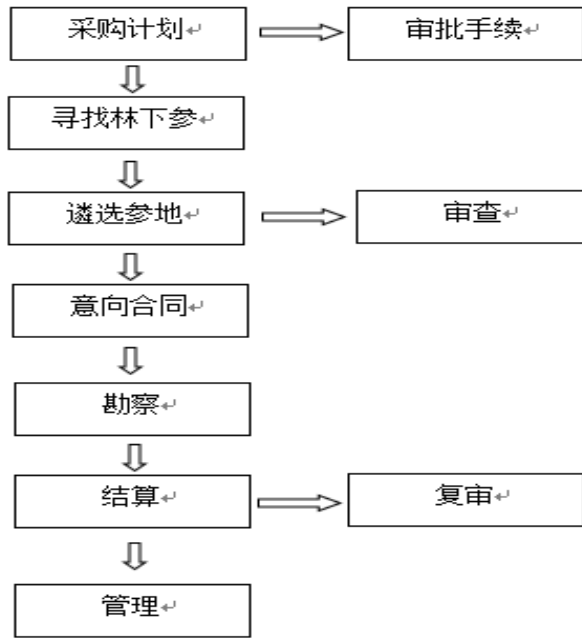 采购计划
审批手续
寻找林下参
遴选参地
审查
意向合同
勘察
结算
复审
管理